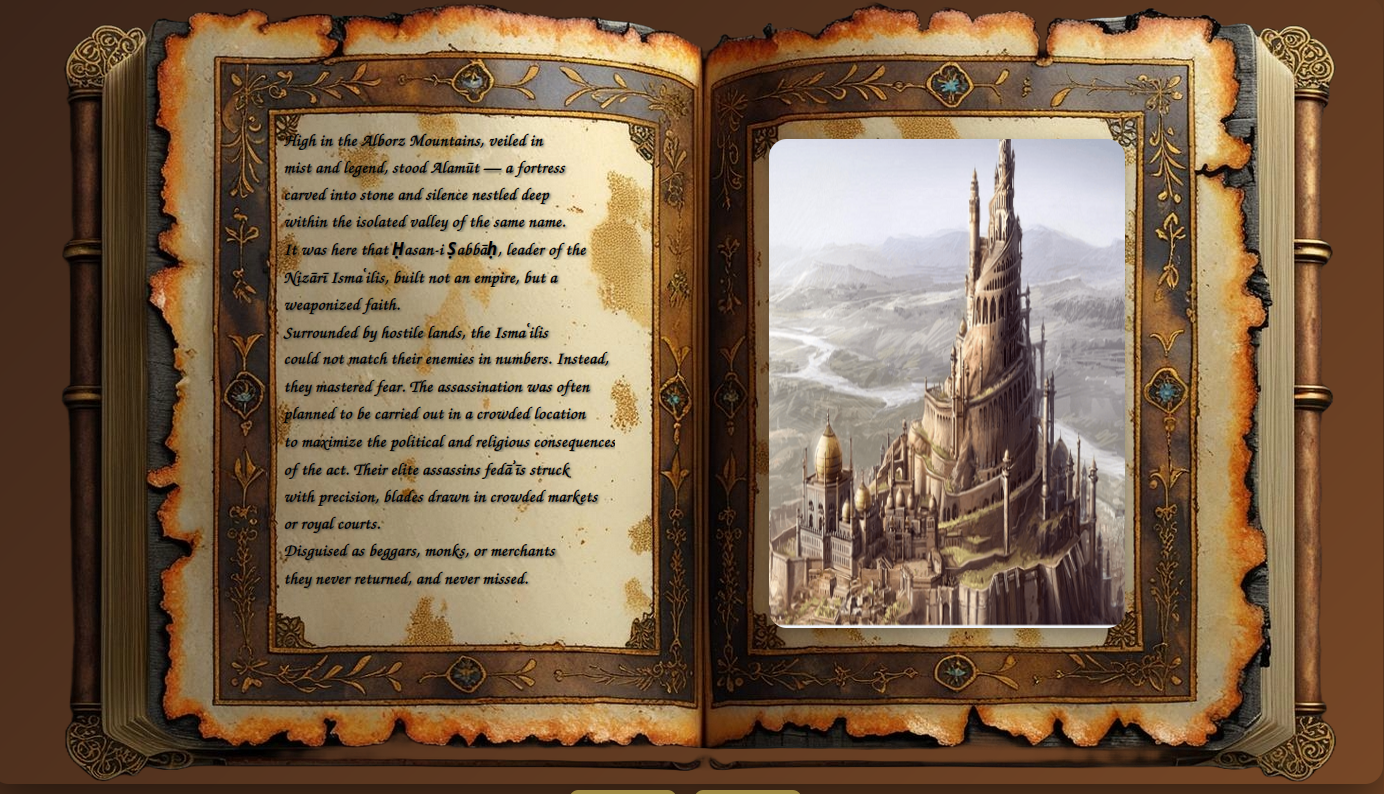 High in the Alborz Mountains, veiled in
mist and legend, stood Alamūt — a fortress
carved into stone and silence nestled deep
within the isolated valley of the same name.
It was here that Ḥasan-i Ṣabbāḥ, leader of the
Nizārī Ismaʿilis, built not an empire, but a
weaponized faith.
Surrounded by hostile lands, the Ismaʿilis
could not match their enemies in numbers. Instead,
they mastered fear. The assassination was often
planned to be carried out in a crowded location
to maximize the political and religious consequences
of the act. Their elite assassins fedāʾīs struck
with precision, blades drawn in crowded markets
or royal courts.
Disguised as beggars, monks, or merchants
they never returned, and never missed.